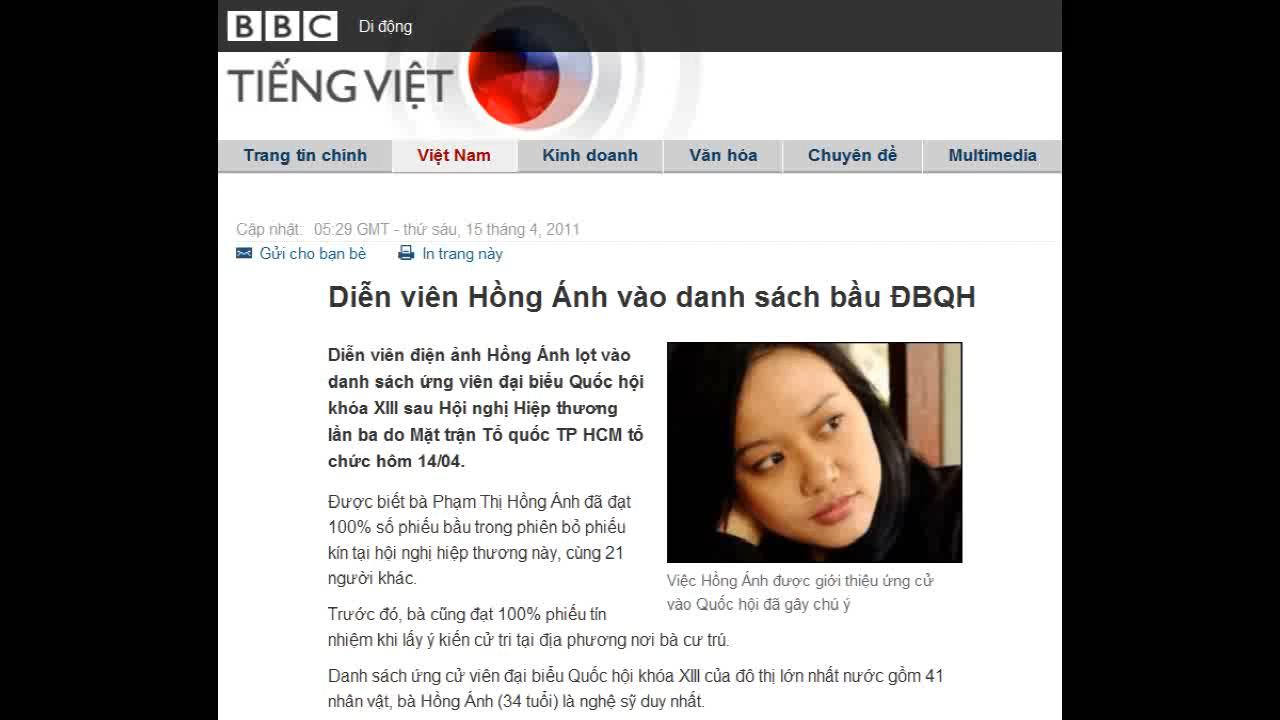 BBC Di động
TIẾNG VIỆT
Trang tin chính Việt Nam Kinh doanh Văn hóa Chuyên đề Multimedia
Cập nhật: 05:29 GMT - thứ sáu, 15 tháng 4, 2011
Gửi cho bạn bè In trang này
Diễn viên Hồng Ánh vào danh sách bầu ĐBQH
Diễn viên điện ảnh Hồng Ánh lọt vào
danh sách ứng viên đại biểu Quốc hội
khóa XIII sau Hội nghị Hiệp thương
lần ba do Mặt trận Tổ quốc TP HCM tổ
chức hôm 14/04.
Được biết bà Phạm Thị Hồng Ánh đã đạt
100% số phiếu bầu trong phiên bỏ phiếu
kín tại hội nghị hiệp thương này, cùng 21
người khác.
Việc Hồng Ánh được giới thiệu ứng cử
vào Quốc hội đã gây chú ý
Trước đó, bà cũng đạt 100% phiếu tín
nhiệm khi lấy ý kiến cử tri tại địa phương nơi bà cư trú.
Danh sách ứng cử viên đại biểu Quốc hội khóa XIII của đô thị lớn nhất nước gồm 41
nhân vật, bà Hồng Ánh (34 tuổi) là nghệ sỹ duy nhất.